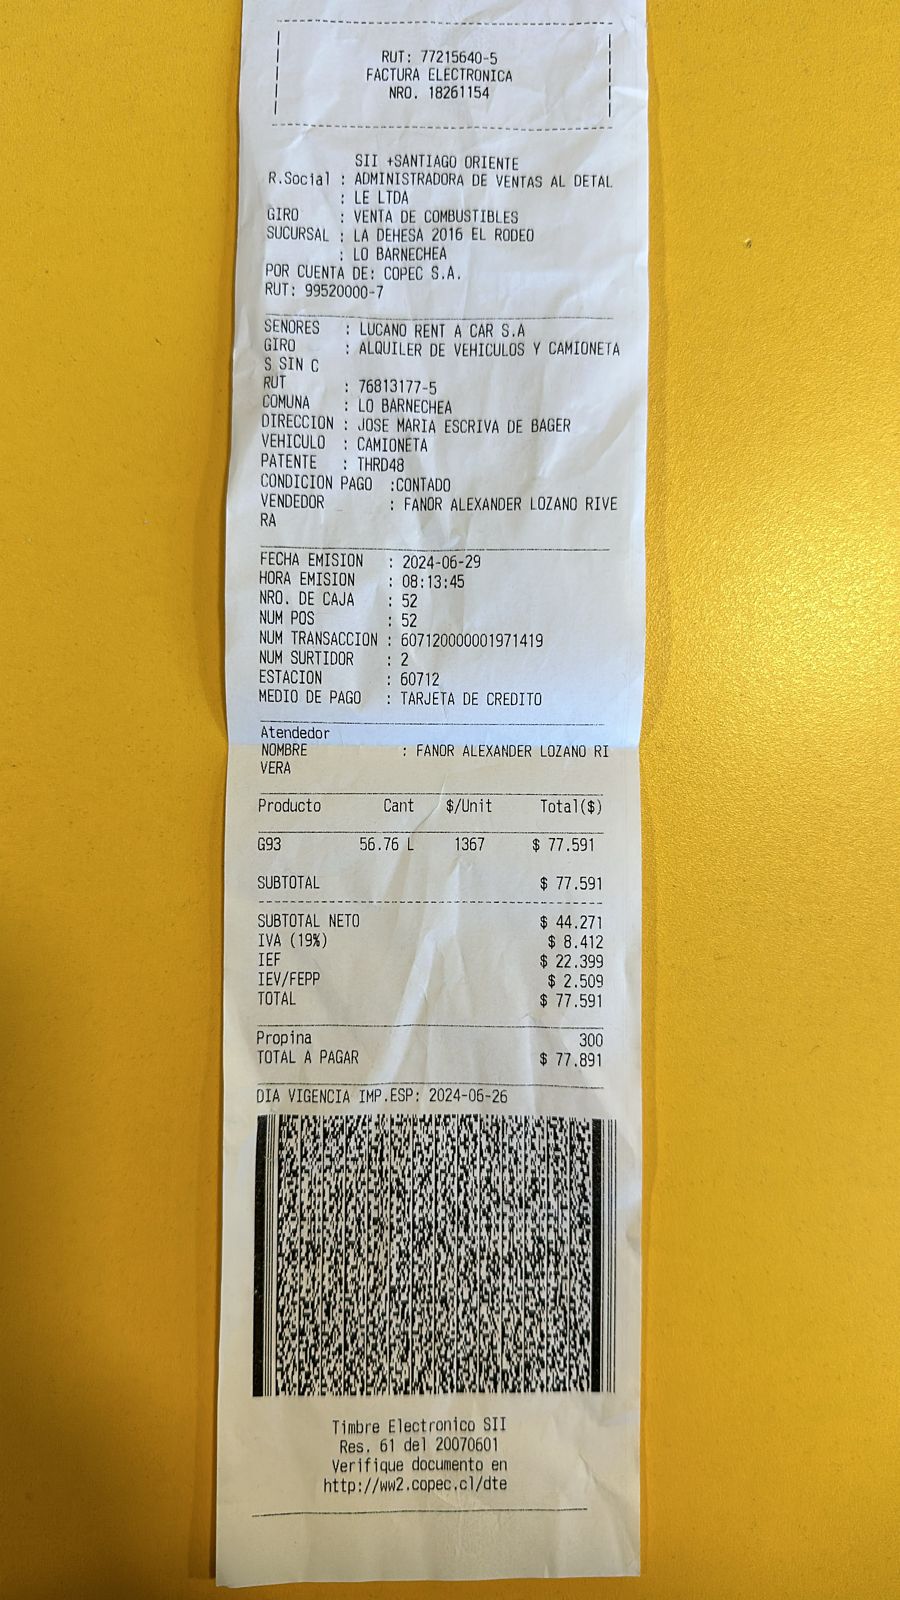 RUT: 77215640-5
FACTURA ELECTRONICA
NRO. 18261154
SII +SANTIAGO ORIENTE
R.Social : ADMINISTRADORA DE VENTAS AL DETAL
: LE LTDA
GIRO : VENTA DE COMBUSTIBLES
SUCURSAL : LA DEHESA 2016 EL RODEO
: LO BARNECHEA
POR CUENTA DE: COPEC S.A.
RUT: 99520000-7
SENORES : LUCANO RENT A CAR S.A
GIRO : ALQUILER DE VEHICULOS Y CAMIONETA
S SIN C
RUT : 76813177-5
COMUNA : LO BARNECHEA
DIRECCION : JOSE MARIA ESCRIVA DE BAGER
VEHICULO : CAMIONETA
PATENTE : THRD48
CONDICION PAGO :CONTADO
VENDEDOR : FANOR ALEXANDER LOZANO RIVE
RA
FECHA EMISION : 2024-06-29
HORA EMISION : 08:13:45
NRO. DE CAJA : 52
NUM POS : 52
NUM TRANSACCION : 607120000001971419
NUM SURTIDOR : 2
ESTACION : 60712
MEDIO DE PAGO : TARJETA DE CREDITO
Atendedor
NOMBRE : FANOR ALEXANDER LOZANO RI
VERA
Producto Cant $/Unit Total($)
G93 56.76 L 1367 $ 77.591
SUBTOTAL $ 77.591
SUBTOTAL NETO $ 44.271
IVA (19%) $ 8.412
IEF $ 22.399
IEV/FEPP $ 2.509
TOTAL $ 77.591
Propina 300
TOTAL A PAGAR $ 77.891
DIA VIGENCIA IMP.ESP: 2024-06-26
Timbre Electronico SII
Res. 61 del 20070601
Verifique documento en
http://ww2.copec.cl/dte